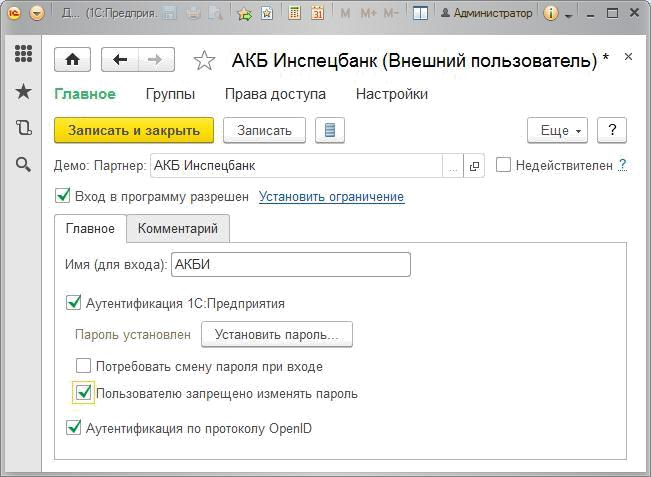 Д... (1С:Предприя. M M+ M- Администратор
АКБ Инспецбанк (Внешний пользователь) *
Главное Группы Права доступа Настройки
Записать и закрыть Записать Еще ?
Демо: Партнер: АКБ Инспецбанк ... Недействителен ?
Вход в программу разрешен Установить ограничение
Главное Комментарий
Имя (для входа): АКБИ
Аутентификация 1С:Предприятия
Пароль установлен Установить пароль...
Потребовать смену пароля при входе
Пользователю запрещено изменять пароль
Аутентификация по протоколу OpenID